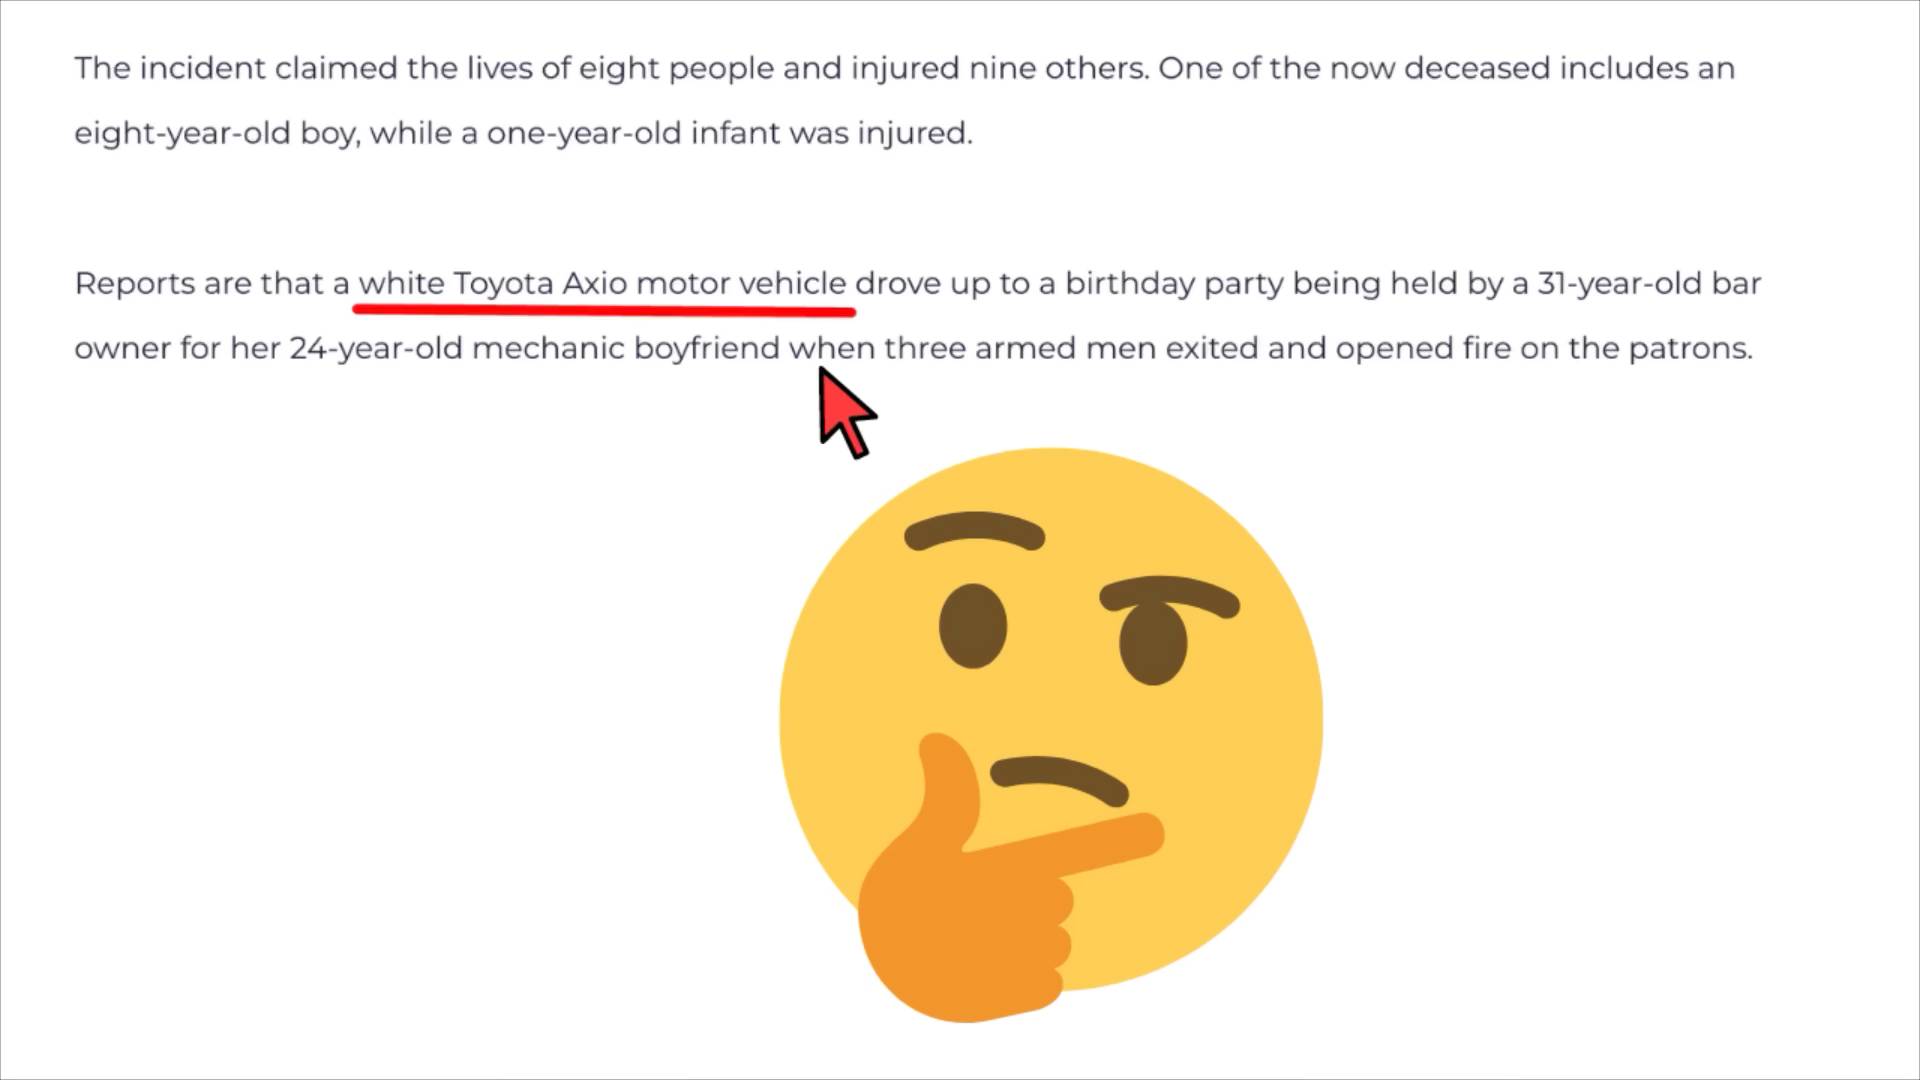 The incident claimed the lives of eight people and injured nine others. One of the now deceased includes an
eight-year-old boy, while a one-year-old infant was injured.
Reports are that a white Toyota Axio motor vehicle drove up to a birthday party being held by a 31-year-old bar
owner for her 24-year-old mechanic boyfriend when three armed men exited and opened fire on the patrons.